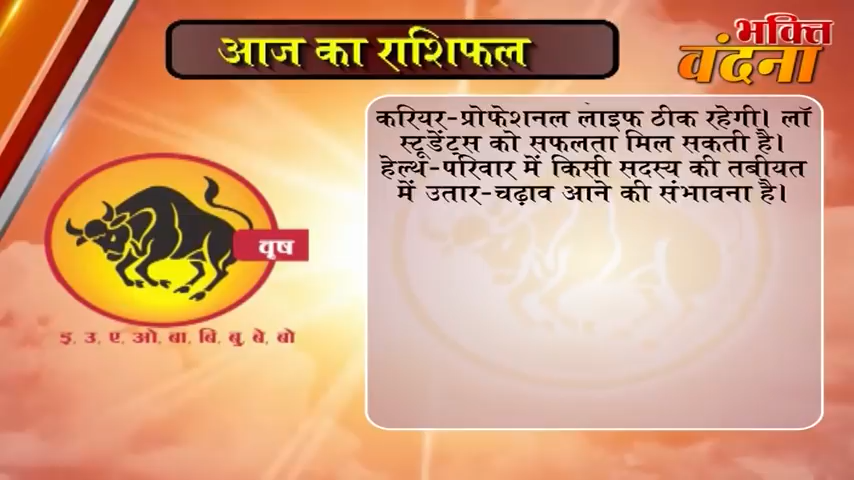 आज का राशिफल
भक्ति
वंदना
करियर-प्रोफेशनल लाइफ ठीक रहेगी। लॉ
स्टूडेंट्स को सफलता मिल सकती है।
हेल्थ-परिवार में किसी सदस्य की तबीयत
में उतार-चढ़ाव आने की संभावना है।
वृष
इ, उ, ए, ओ, बा, बि, बु, बे, बो